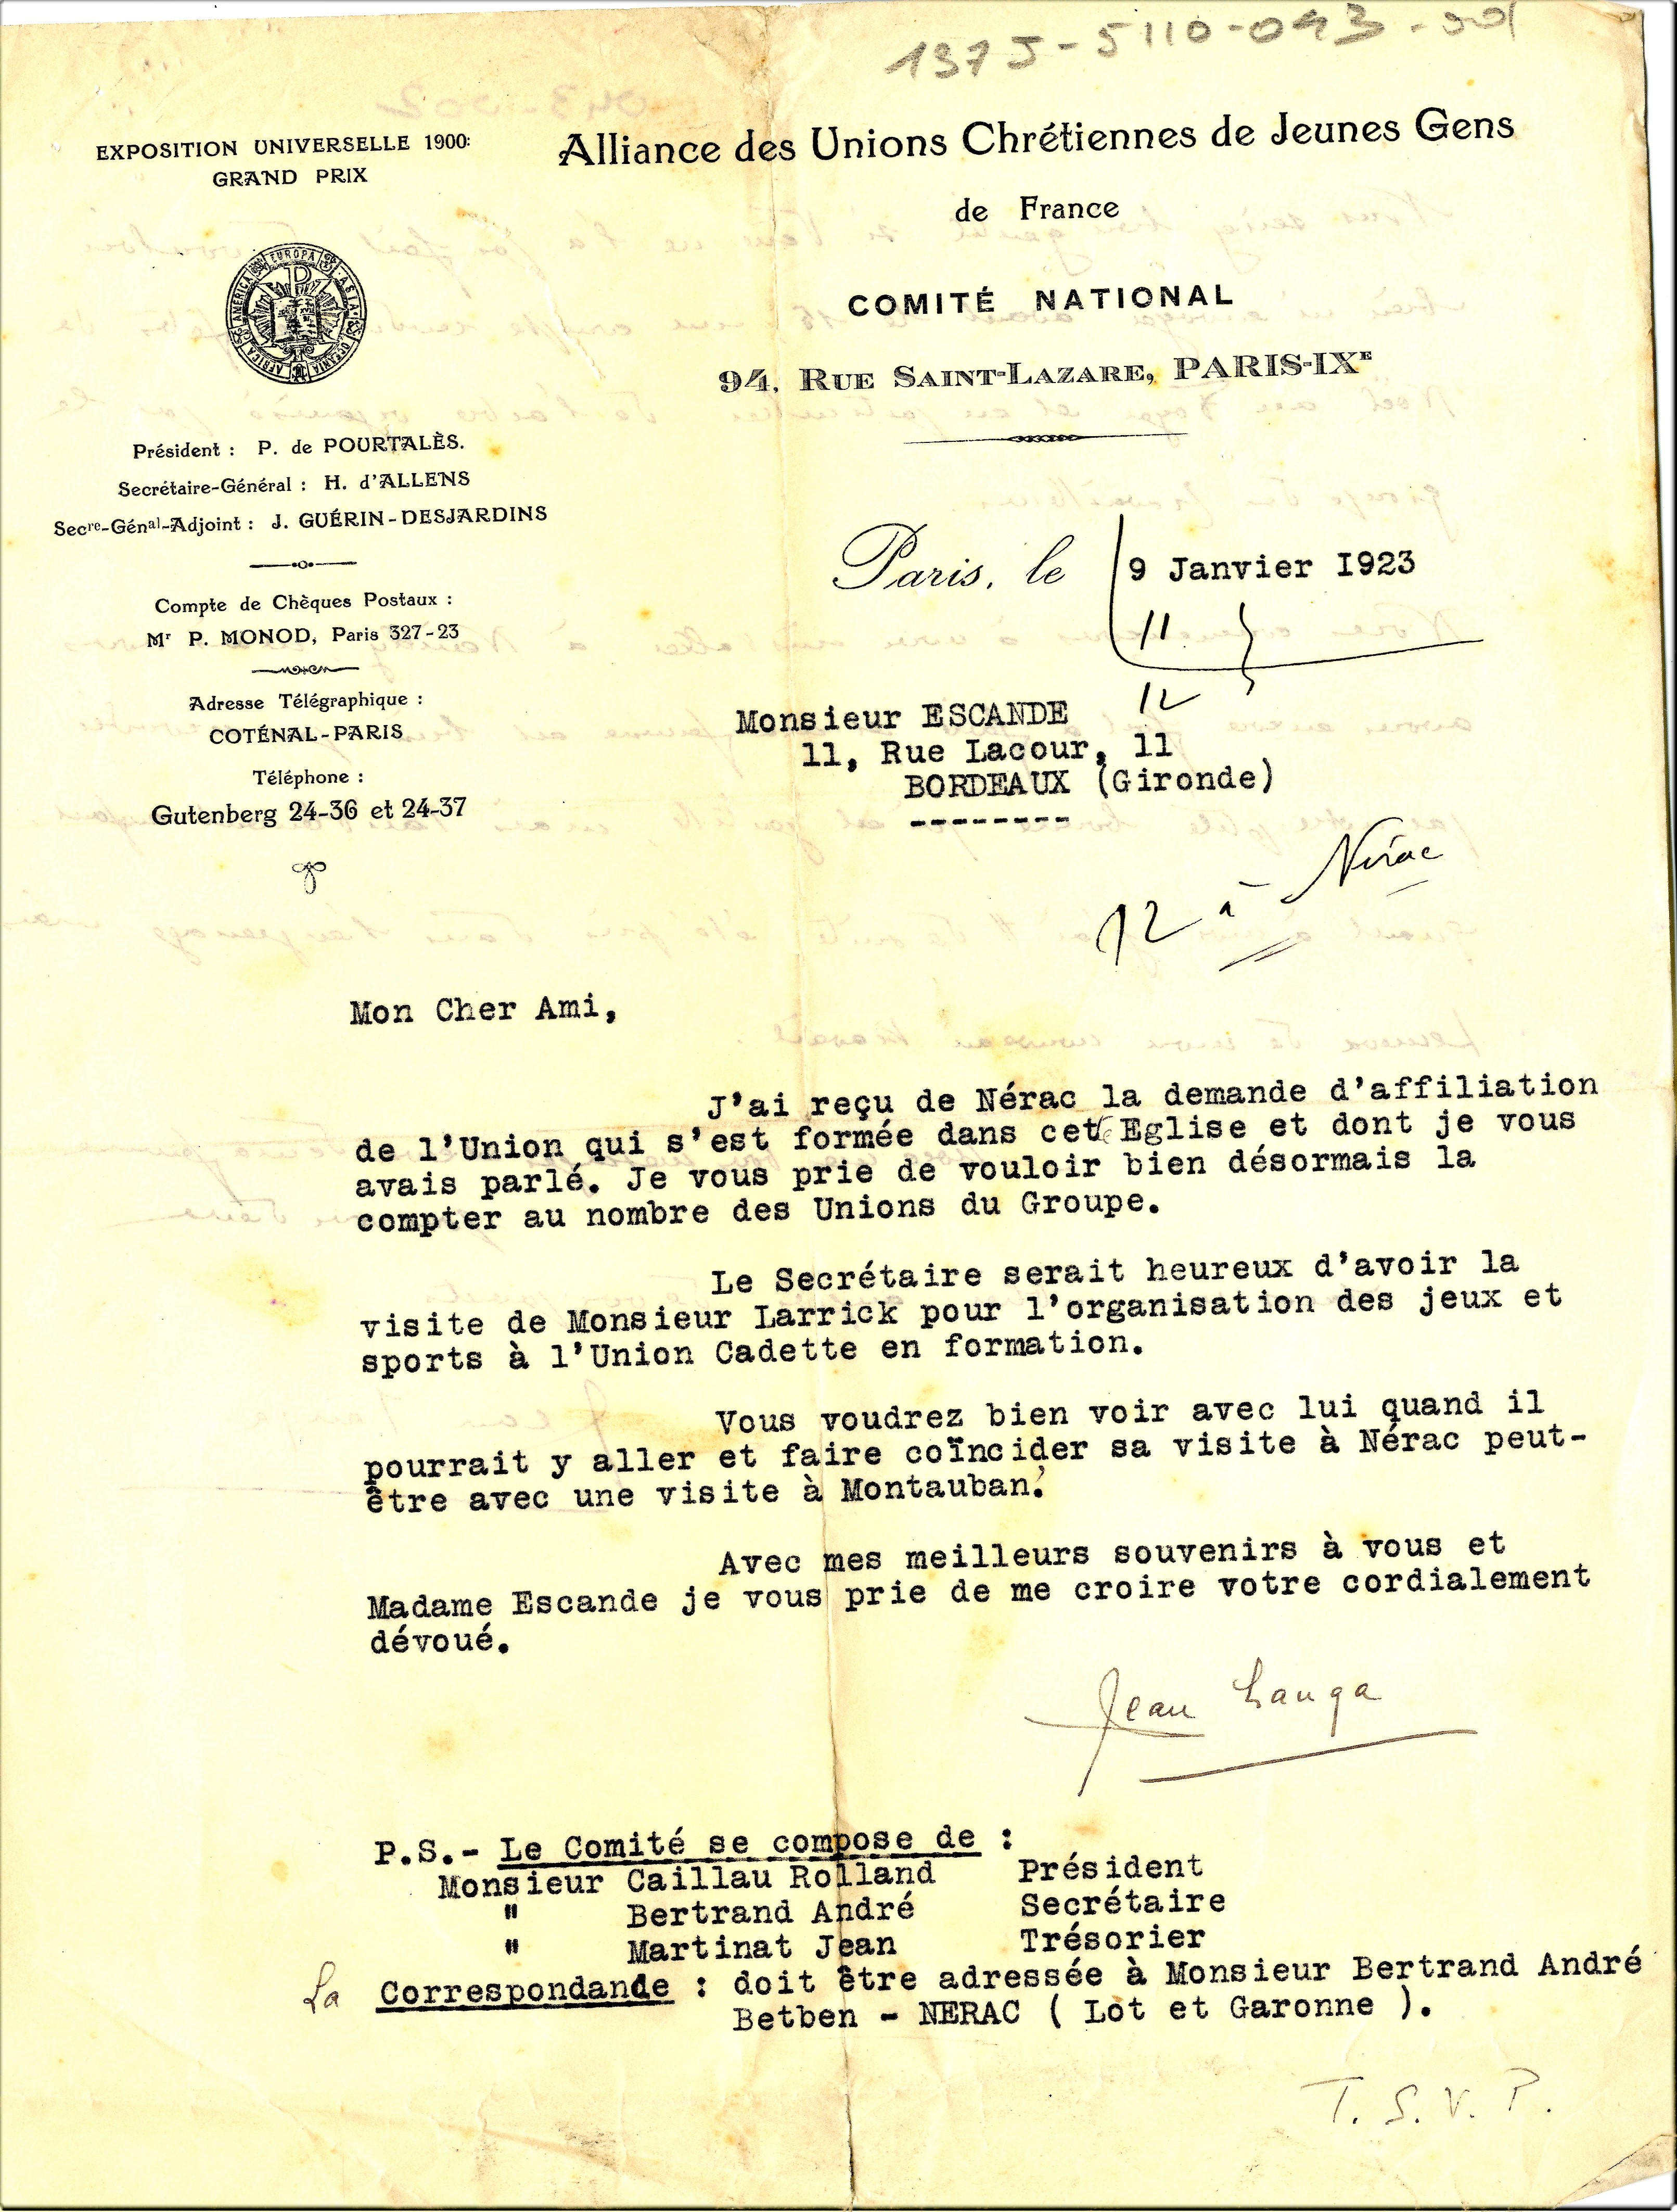 197J-5110-043-
EXPOSITION UNIVERSELLE 1900:
GRAND PRIX
Alliance des Unions Chrétiennes de Jeunes Gens
de France
COMITÉ NATIONAL
94, RUE SAINT-LAZARE, PARIS-IXE
EUROPA ASIA OCEANIA AFRICA AMERICA
Président : P. de POURTALÈS.
Secrétaire-Général : H. d'ALLENS
Secre-Génal-Adjoint : J. GUÉRIN-DESJARDINS
Compte de Chèques Postaux :
Mr P. MONOD, Paris 327-23
Adresse Télégraphique :
COTÉNAL-PARIS
Téléphone :
Gutenberg 24-36 et 24-37
Paris, le 9 Janvier I923
11
12
Monsieur ESCANDE
11, Rue Lacour, 11
BORDEAUX (Gironde)
--------
12 à Nérac
Mon Cher Ami,
J'ai reçu de Nérac la demande d'affiliation
de l'Union qui s'est formée dans cett Eglise et dont je vous
avais parlé. Je vous prie de vouloir bien désormais la
compter au nombre des Unions du Groupe.
Le Secrétaire serait heureux d'avoir la
visite de Monsieur Larrick pour l'organisation des jeux et
sports à l'Union Cadette en formation.
Vous voudrez bien voir avec lui quand il
pourrait y aller et faire coïncider sa visite à Nérac peut-
être avec une visite à Montauban.
Avec mes meilleurs souvenirs à vous et
Madame Escande je vous prie de me croire votre cordialement
dévoué.
Jean Lauga
P.S.- Le Comité se compose de :
Monsieur Caillau Rolland Président
" Bertrand André Secrétaire
" Martinat Jean Trésorier
La Correspondande : doit être adressée à Monsieur Bertrand André
Betben - NERAC ( Lot et Garonne ).
T. S. V. P.